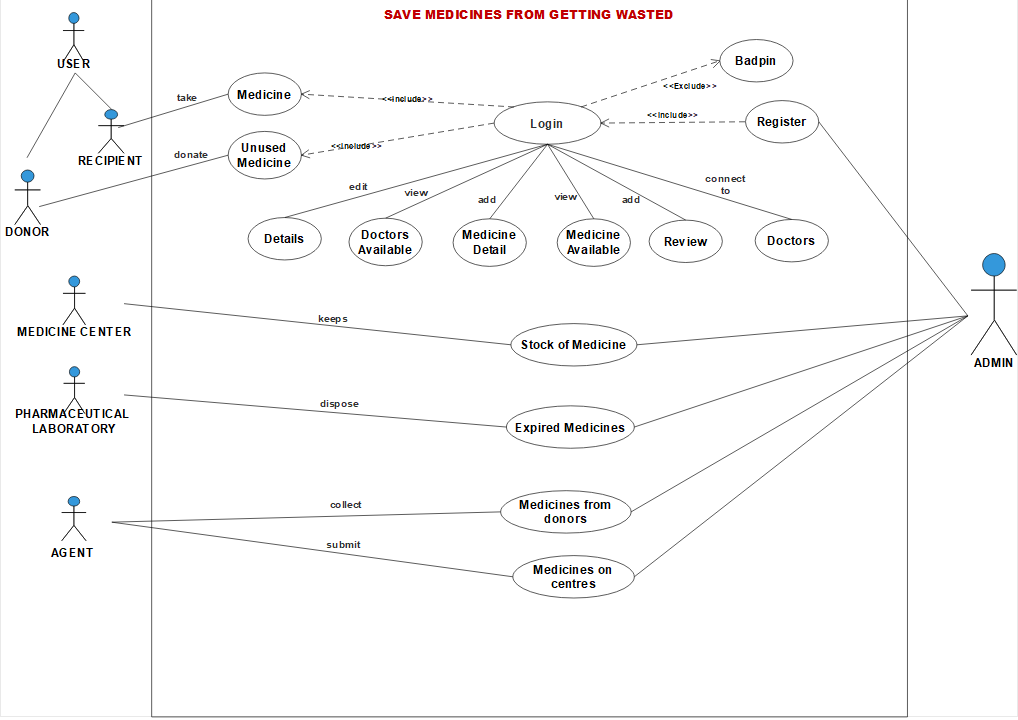 SAVE MEDICINES FROM GETTING WASTED
USER
Badpin
<<Exclude>>
take
Medicine
<<Include>>
<<Include>>
Register
Login
RECIPIENT
donate
Unused
Medicine
<<Include>>
DONOR
edit
view
add
view
add
connect
to
Details
Doctors
Available
Medicine
Detail
Medicine
Available
Review
Doctors
MEDICINE CENTER
keeps
Stock of Medicine
ADMIN
PHARMACEUTICAL
LABORATORY
dispose
Expired Medicines
AGENT
collect
Medicines from
donors
submit
Medicines on
centres